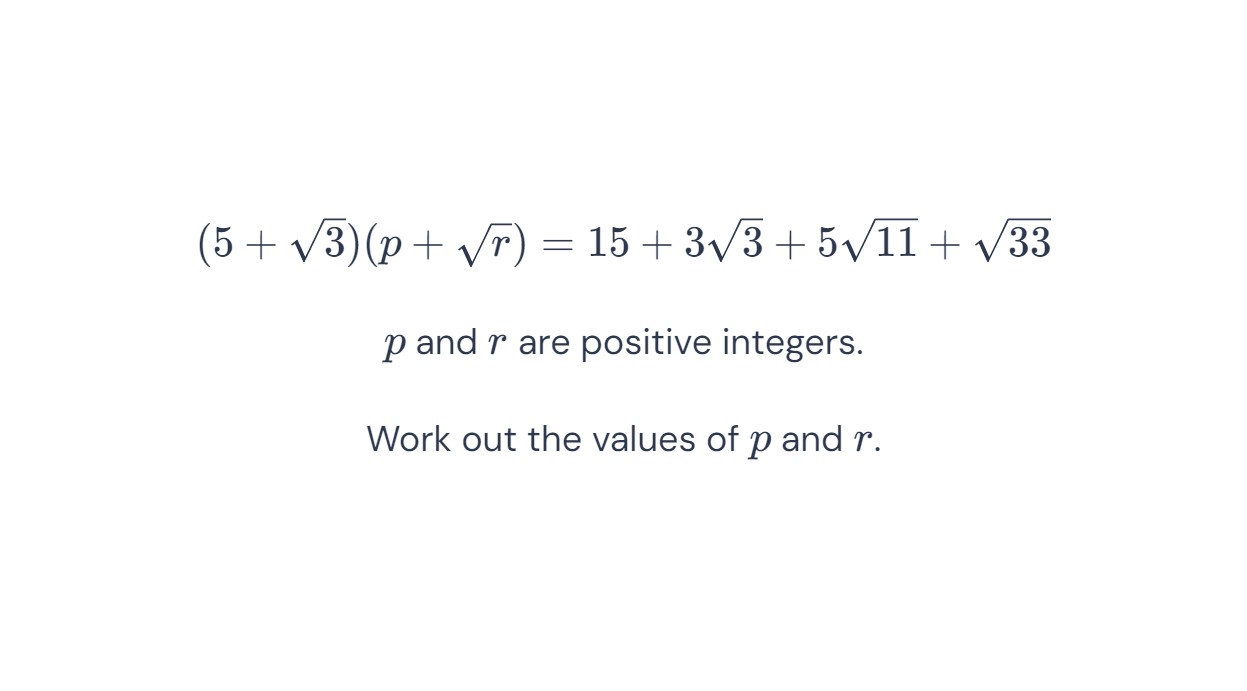 (5 + √3)(p + √r) = 15 + 3√3 + 5√11 + √33
p and r are positive integers.
Work out the values of p and r.